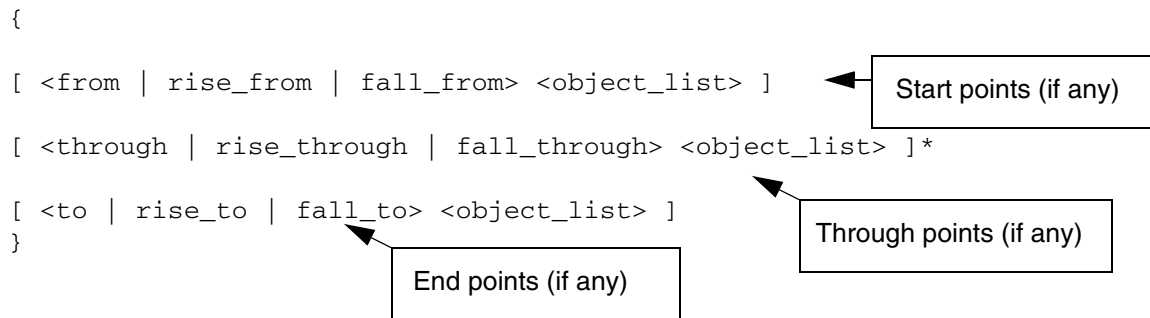 {
[ <from | rise_from | fall_from> <object_list> ]
Start points (if any)
[ <through | rise_through | fall_through> <object_list> ]*
[ <to | rise_to | fall_to> <object_list> ]
Through points (if any)
}
End points (if any)